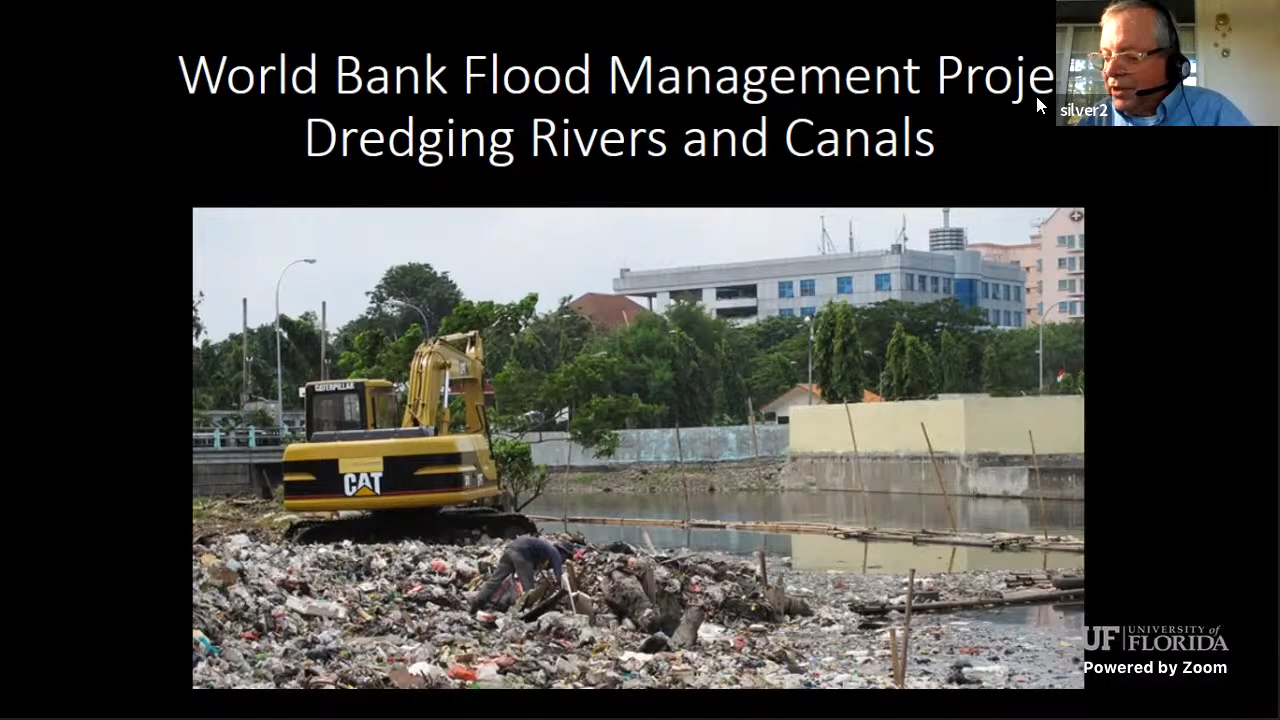 World Bank Flood Management Proje
Dredging Rivers and Canals
silver2
CATERPILLAR
CAT
UF UNIVERSITY of
FLORIDA
Powered by Zoom